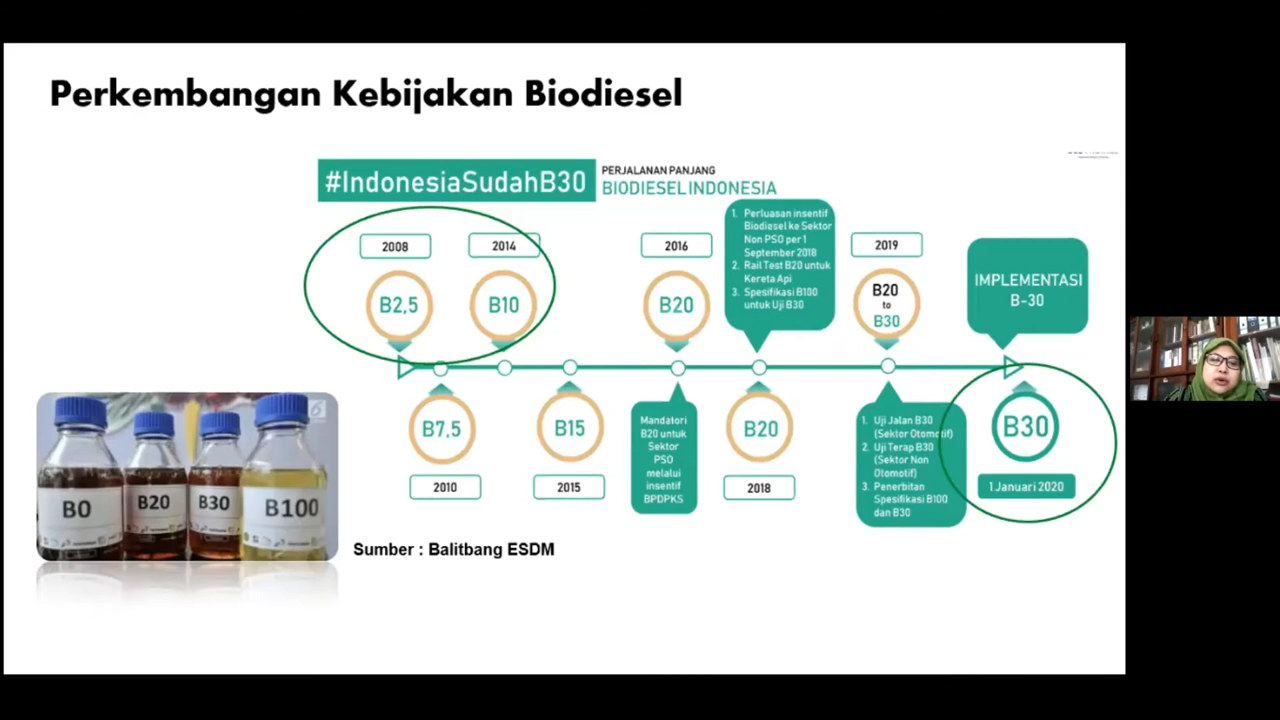 Perkembangan Kebijakan Biodiesel
#IndonesiaSudahB30
PERJALANAN PANJANG
BIODIESEL INDONESIA
2008
B2,5
2014
B10
2016
B20
1. Perluasan insentif
Biodiesel ke Sektor
Non PSO per 1
September 2018
2. Rail Test B20 untuk
Kereta Api
3. Spesifikasi B100
untuk Uji B30
2019
B20
to
B30
IMPLEMENTASI
B-30
B7,5
2010
B15
2015
Mandatori
B20 untuk
Sektor
PSO
melalui
insentif
BPDPKS
B20
2018
1. Uji Jalan B30
(Sektor Otomotif)
2. Uji Terap B30
(Sektor Non
Otomotif)
3. Penerbitan
Spesifikasi B100
dan B30
B30
1 Januari 2020
B0
B20
B30
B100
Sumber : Balitbang ESDM